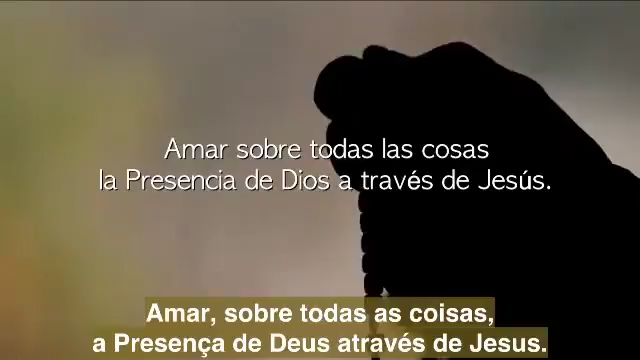 Amar sobre todas las cosas
la Presencia de Dios a través de Jesús.
Amar, sobre todas as coisas,
a Presença de Deus através de Jesus.